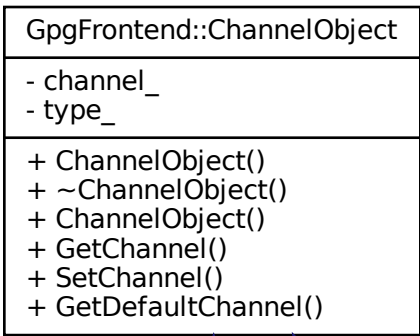 GpgFrontend::ChannelObject
- channel_
- type_
+ ChannelObject()
+ ~ChannelObject()
+ ChannelObject()
+ GetChannel()
+ SetChannel()
+ GetDefaultChannel()